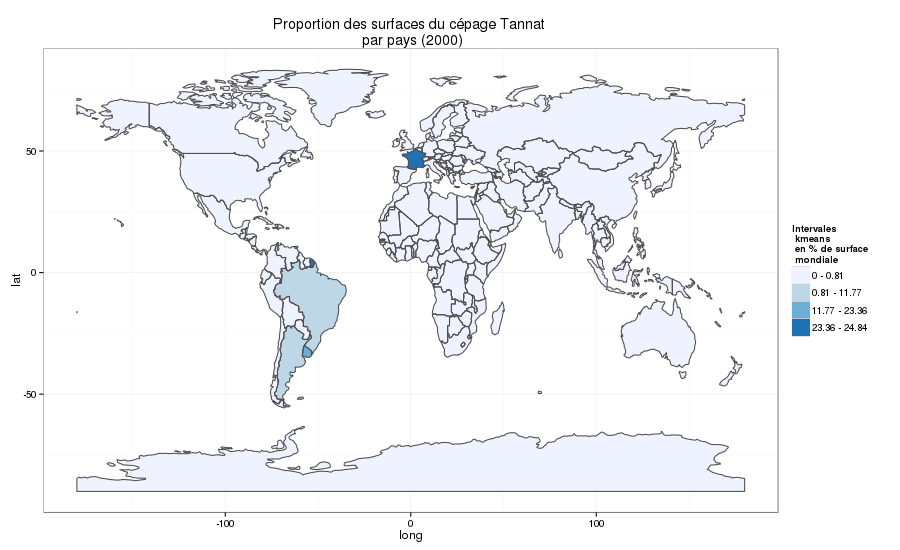 Proportion des surfaces du cépage Tannat
par pays (2000)
50
0
-50
lat
-100
0
100
long
Intervales
kmeans
en % de surface
mondiale
0 - 0.81
0.81 - 11.77
11.77 - 23.36
23.36 - 24.84